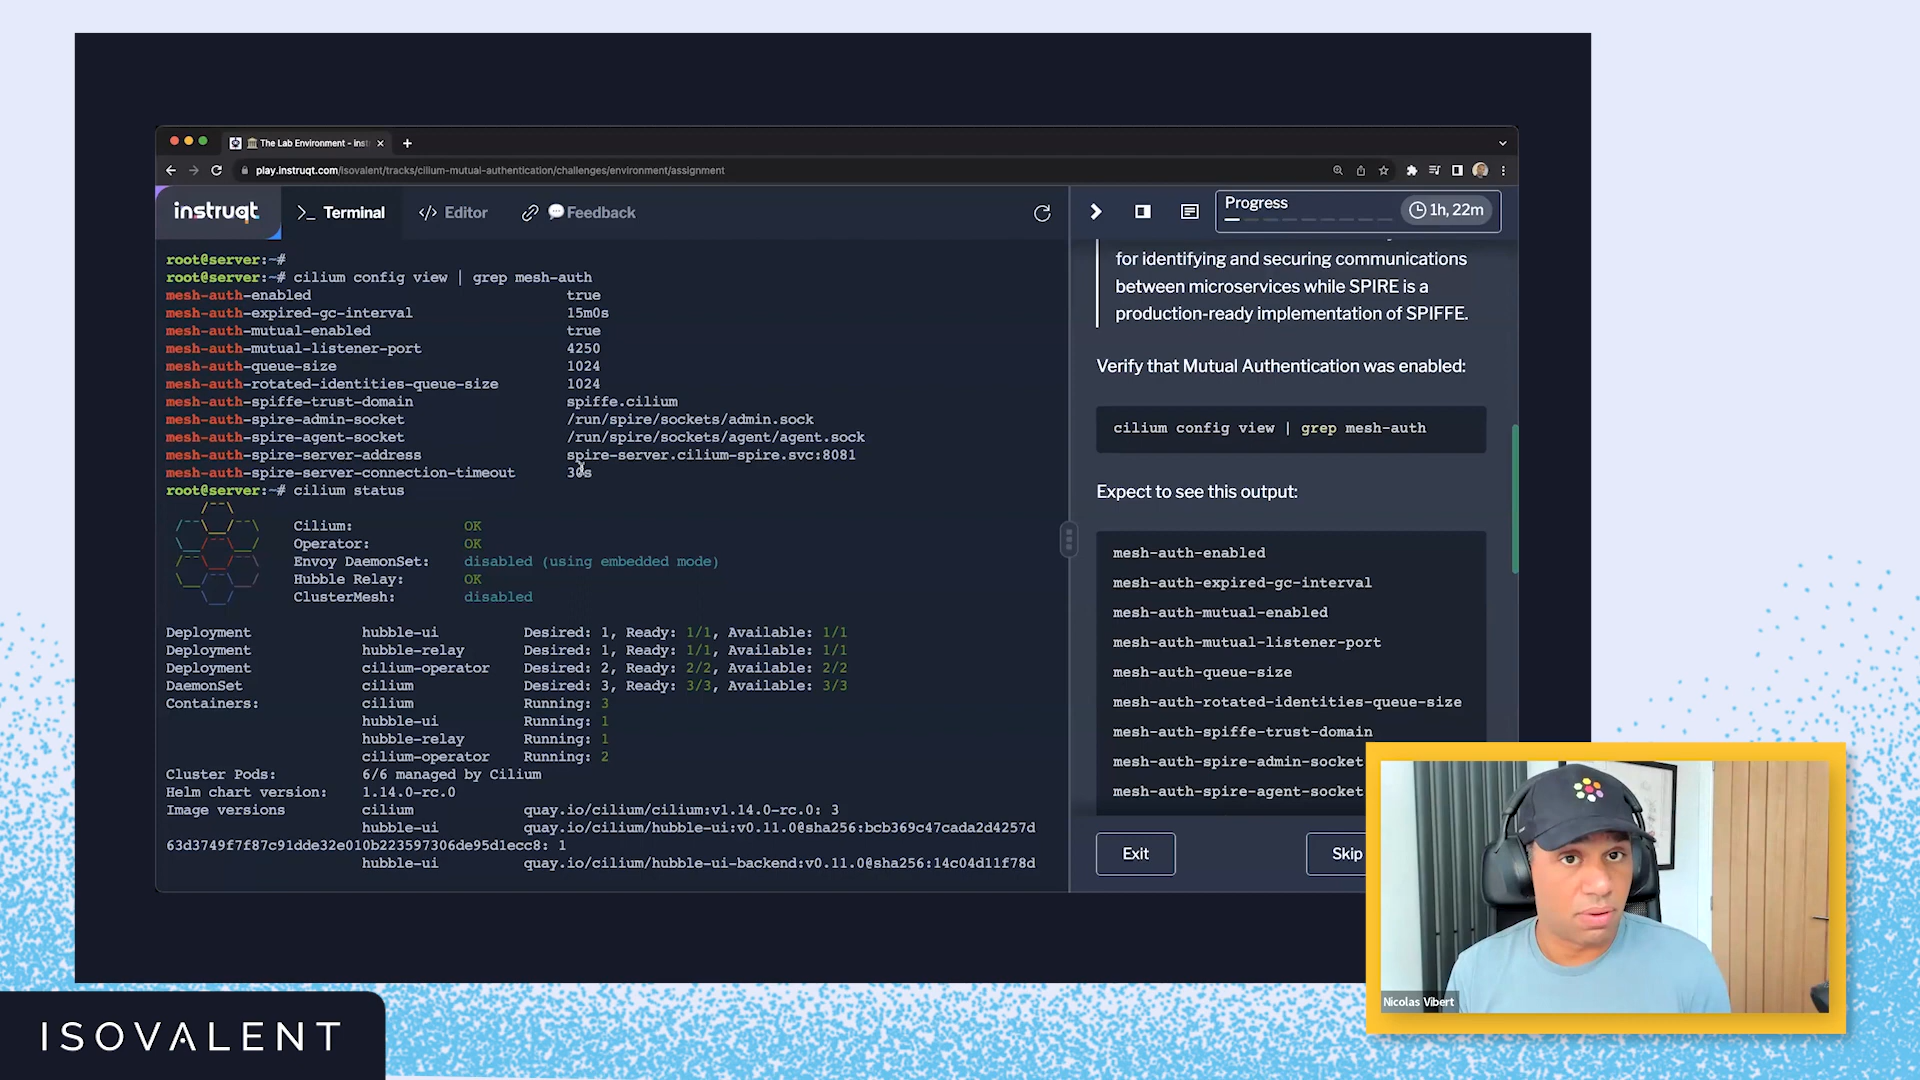 The Lab Environment - Inst
play.instruqt.com/isovalent/tracks/cilium-mutual-authentication/challenges/environment/assignment
instruqt
>_ Terminal
</> Editor
Feedback
Progress
1h, 22m
root@server:~#
root@server:~# cilium config view | grep mesh-auth
mesh-auth-enabled true
mesh-auth-expired-gc-interval 15m0s
mesh-auth-mutual-enabled true
mesh-auth-mutual-listener-port 4250
mesh-auth-queue-size 1024
mesh-auth-rotated-identities-queue-size 1024
mesh-auth-spiffe-trust-domain spiffe.cilium
mesh-auth-spire-admin-socket /run/spire/sockets/admin.sock
mesh-auth-spire-agent-socket /run/spire/sockets/agent/agent.sock
mesh-auth-spire-server-address spire-server.cilium-spire.svc:8081
mesh-auth-spire-server-connection-timeout 30s
root@server:~# cilium status
Cilium: OK
Operator: OK
Envoy DaemonSet: disabled (using embedded mode)
Hubble Relay: OK
ClusterMesh: disabled
Deployment hubble-ui Desired: 1, Ready: 1/1, Available: 1/1
Deployment hubble-relay Desired: 1, Ready: 1/1, Available: 1/1
Deployment cilium-operator Desired: 2, Ready: 2/2, Available: 2/2
DaemonSet cilium Desired: 3, Ready: 3/3, Available: 3/3
Containers: cilium Running: 3
hubble-ui Running: 1
hubble-relay Running: 1
cilium-operator Running: 2
Cluster Pods: 6/6 managed by Cilium
Helm chart version: 1.14.0-rc.0
Image versions cilium quay.io/cilium/cilium:v1.14.0-rc.0: 3
hubble-ui quay.io/cilium/hubble-ui:v0.11.0@sha256:bcb369c47cada2d4257d
63d3749f7f87c91dde32e010b223597306de95d1ecc8: 1
hubble-ui quay.io/cilium/hubble-ui-backend:v0.11.0@sha256:14c04d11f78d
for identifying and securing communications
between microservices while SPIRE is a
production-ready implementation of SPIFFE.
Verify that Mutual Authentication was enabled:
cilium config view | grep mesh-auth
Expect to see this output:
mesh-auth-enabled
mesh-auth-expired-gc-interval
mesh-auth-mutual-enabled
mesh-auth-mutual-listener-port
mesh-auth-queue-size
mesh-auth-rotated-identities-queue-size
mesh-auth-spiffe-trust-domain
mesh-auth-spire-admin-socket
mesh-auth-spire-agent-socket
Exit
Skip
Nicolas Vibert
ISOVALENT